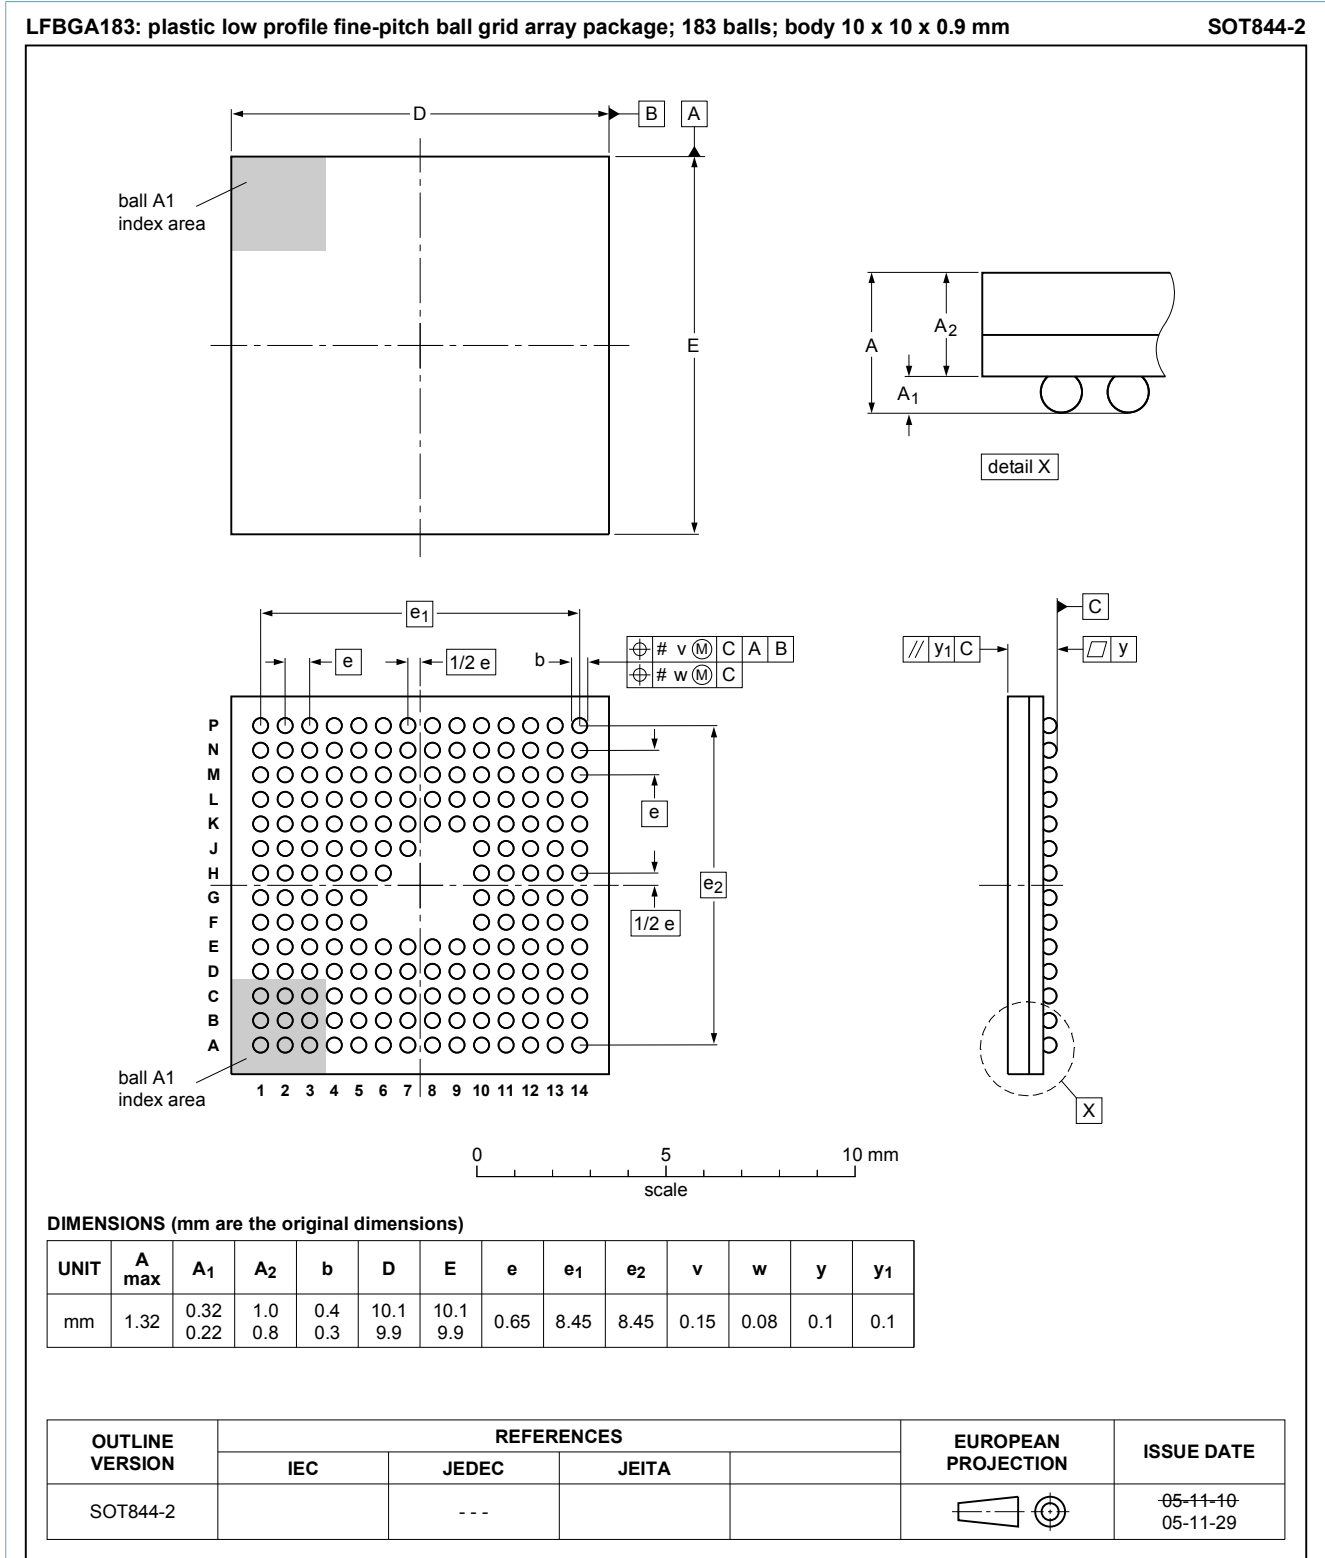 LFBGA183: plastic low profile fine-pitch ball grid array package; 183 balls; body 10 x 10 x 0.9 mm SOT844-2
D B A
ball A1
index area
E
A A2
A1
detail X
e1
e 1/2 e b
# v M C A B
# w M C
C
// y1 C y
P
N
M
L
K
J
H
G
F
E
D
C
B
A
e
e2
1/2 e
ball A1
index area
1 2 3 4 5 6 7 8 9 10 11 12 13 14
X
0 5 10 mm
scale
DIMENSIONS (mm are the original dimensions)
UNIT A max A1 A2 b D E e e1 e2 v w y y1
mm 1.32 0.32 0.22 1.0 0.8 0.4 0.3 10.1 9.9 10.1 9.9 0.65 8.45 8.45 0.15 0.08 0.1 0.1
OUTLINE VERSION REFERENCES EUROPEAN PROJECTION ISSUE DATE
IEC JEDEC JEITA
SOT844-2 - - - 05-11-10
05-11-29